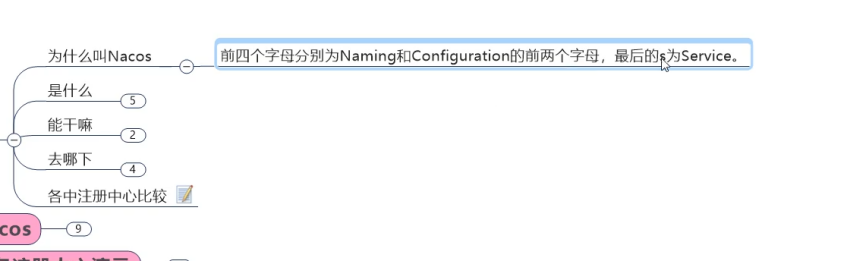 为什么叫Nacos
前四个字母分别为Naming和Configuration的前两个字母，最后的s为Service。
是什么
5
能干嘛
2
去哪下
4
各中注册中心比较
cos
9